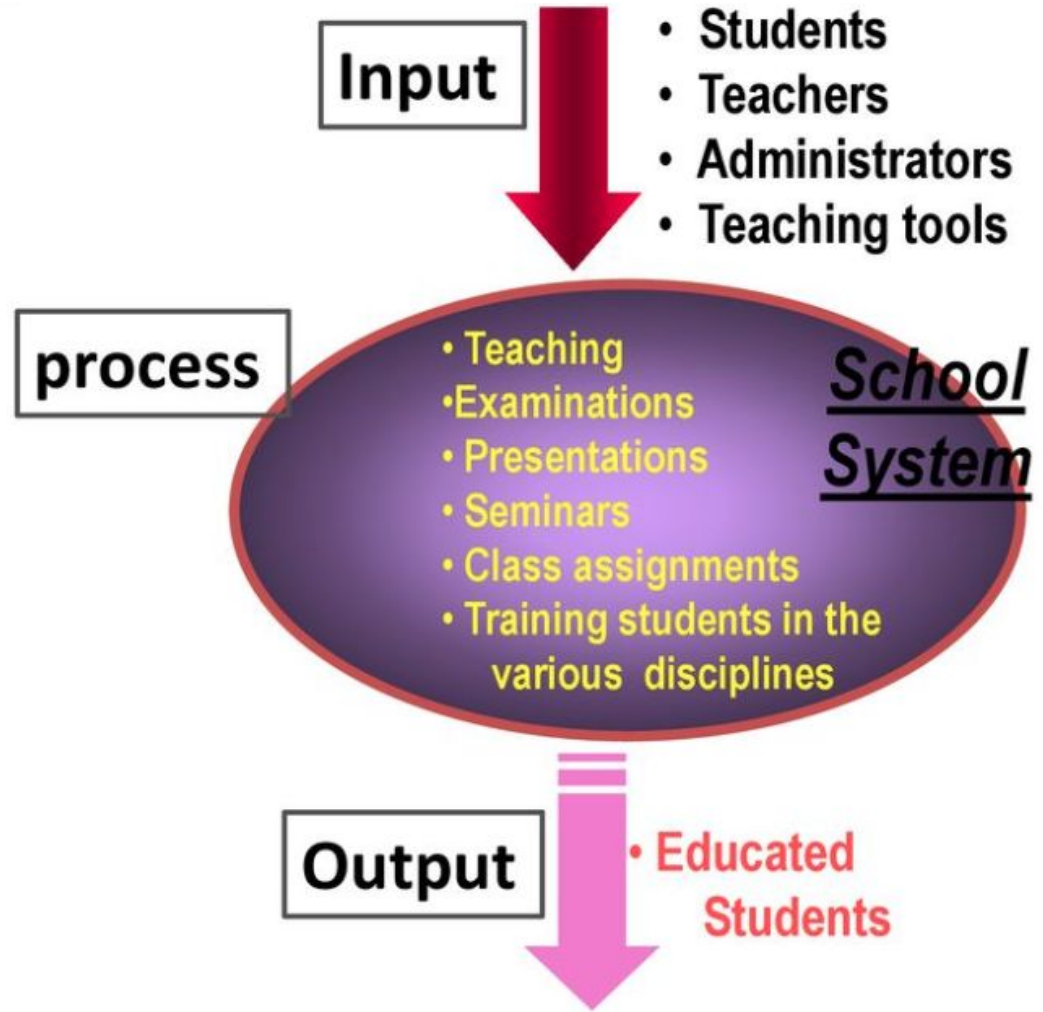 Input
• Students
• Teachers
• Administrators
• Teaching tools
process
• Teaching
•Examinations
• Presentations
• Seminars
• Class assignments
• Training students in the
various disciplines
School
System
Output
• Educated
Students